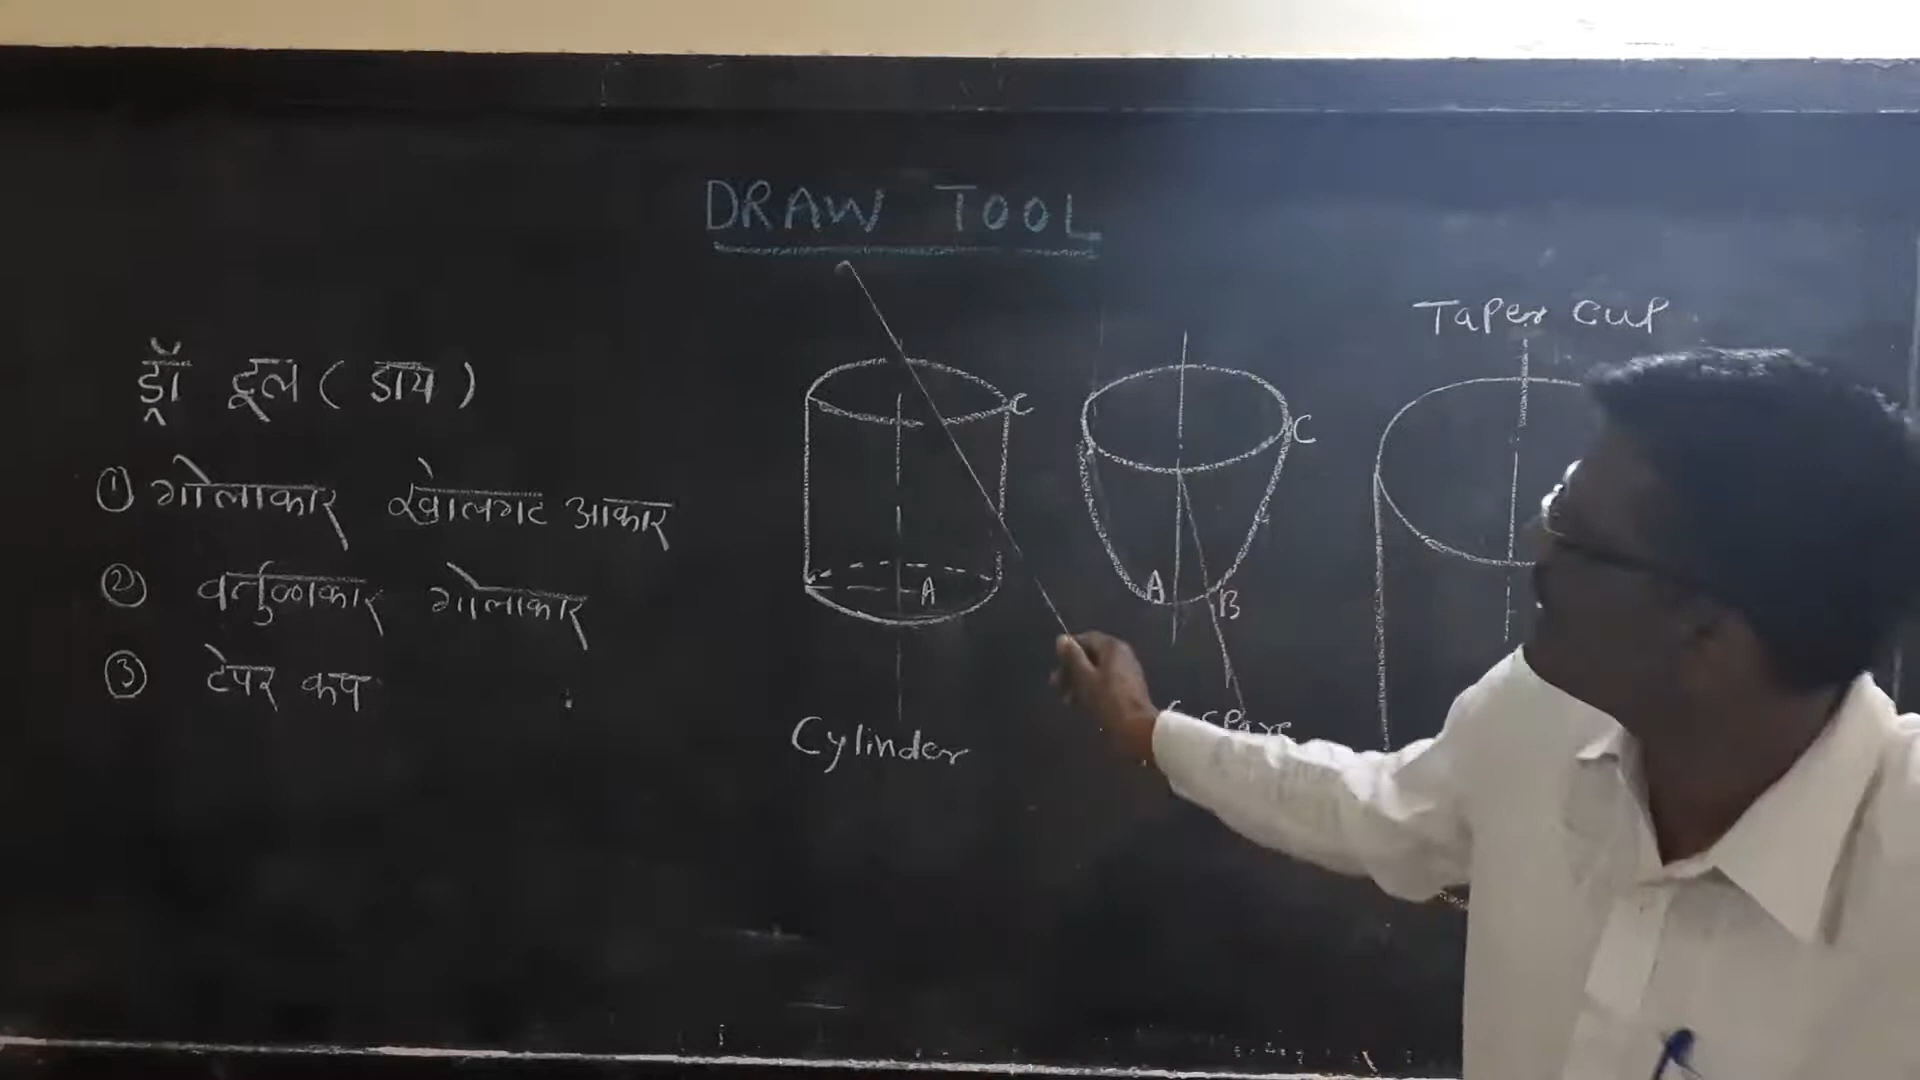 DRAW TOOL
ड्रॉ टूल ( डाय )
① गोलाकार खोलगट आकार
② वर्तुळाकार गोलाकार
③ टेपर कप
C
A
Cylinder
C
A
B
Taper cup